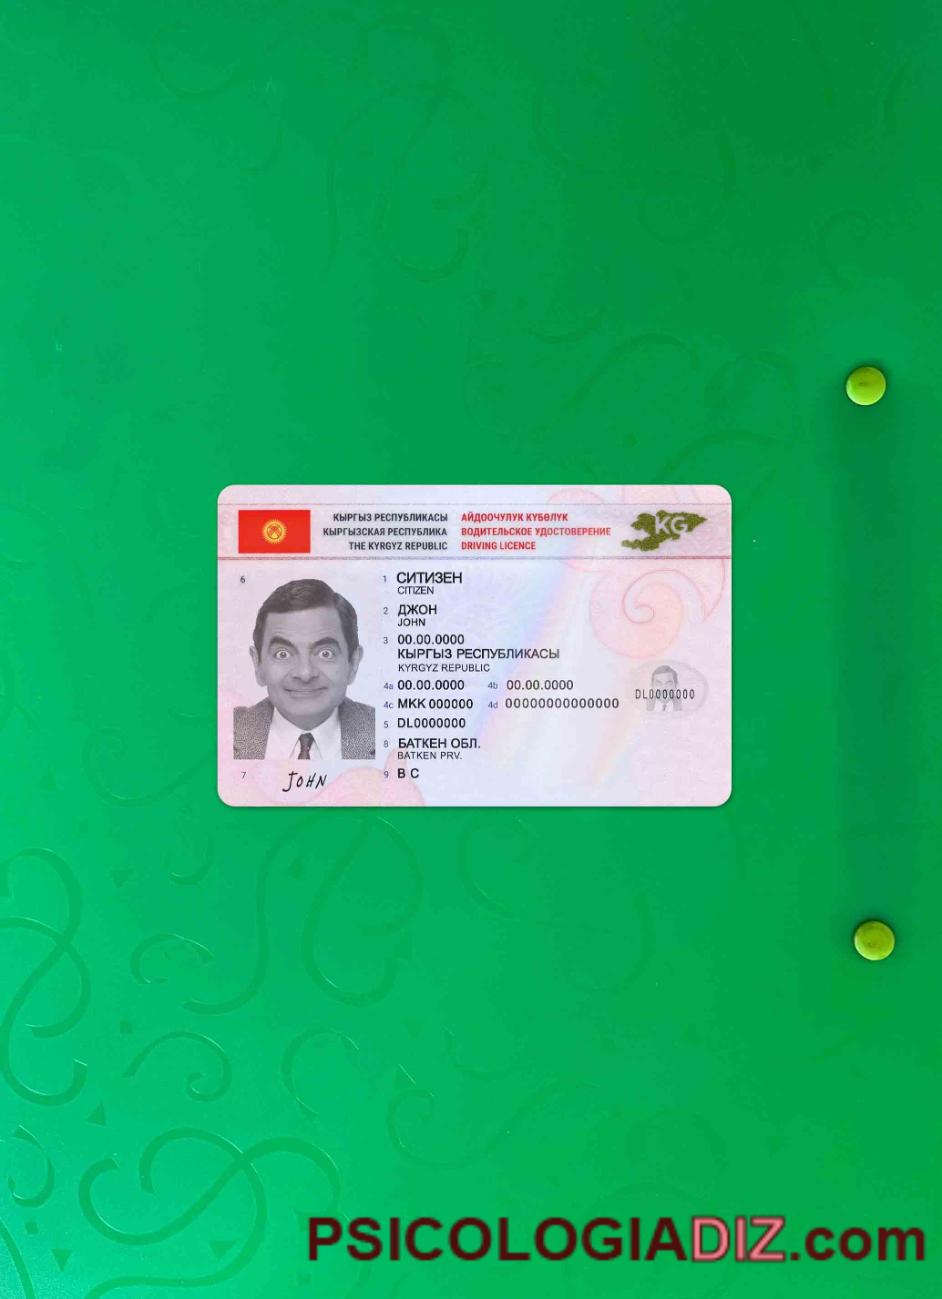 КЫРГЫЗ РЕСПУБЛИКАСЫ АЙДООЧУЛУК КҮБӨЛҮК
КЫРГЫЗСКАЯ РЕСПУБЛИКА ВОДИТЕЛЬСКОЕ УДОСТОВЕРЕНИЕ
THE KYRGYZ REPUBLIC DRIVING LICENCE
KG
6
1 СИТИЗЕН
CITIZEN
2 ДЖОН
JOHN
3 00.00.0000
КЫРГЫЗ РЕСПУБЛИКАСЫ
KYRGYZ REPUBLIC
4a 00.00.0000 4b 00.00.0000
DL0000000
4c МКК 000000 4d 00000000000000
5 DL0000000
8 БАТКЕН ОБЛ.
BATKEN PRV.
7 JOHN 9 B C
PSICOLOGIADIZ.com